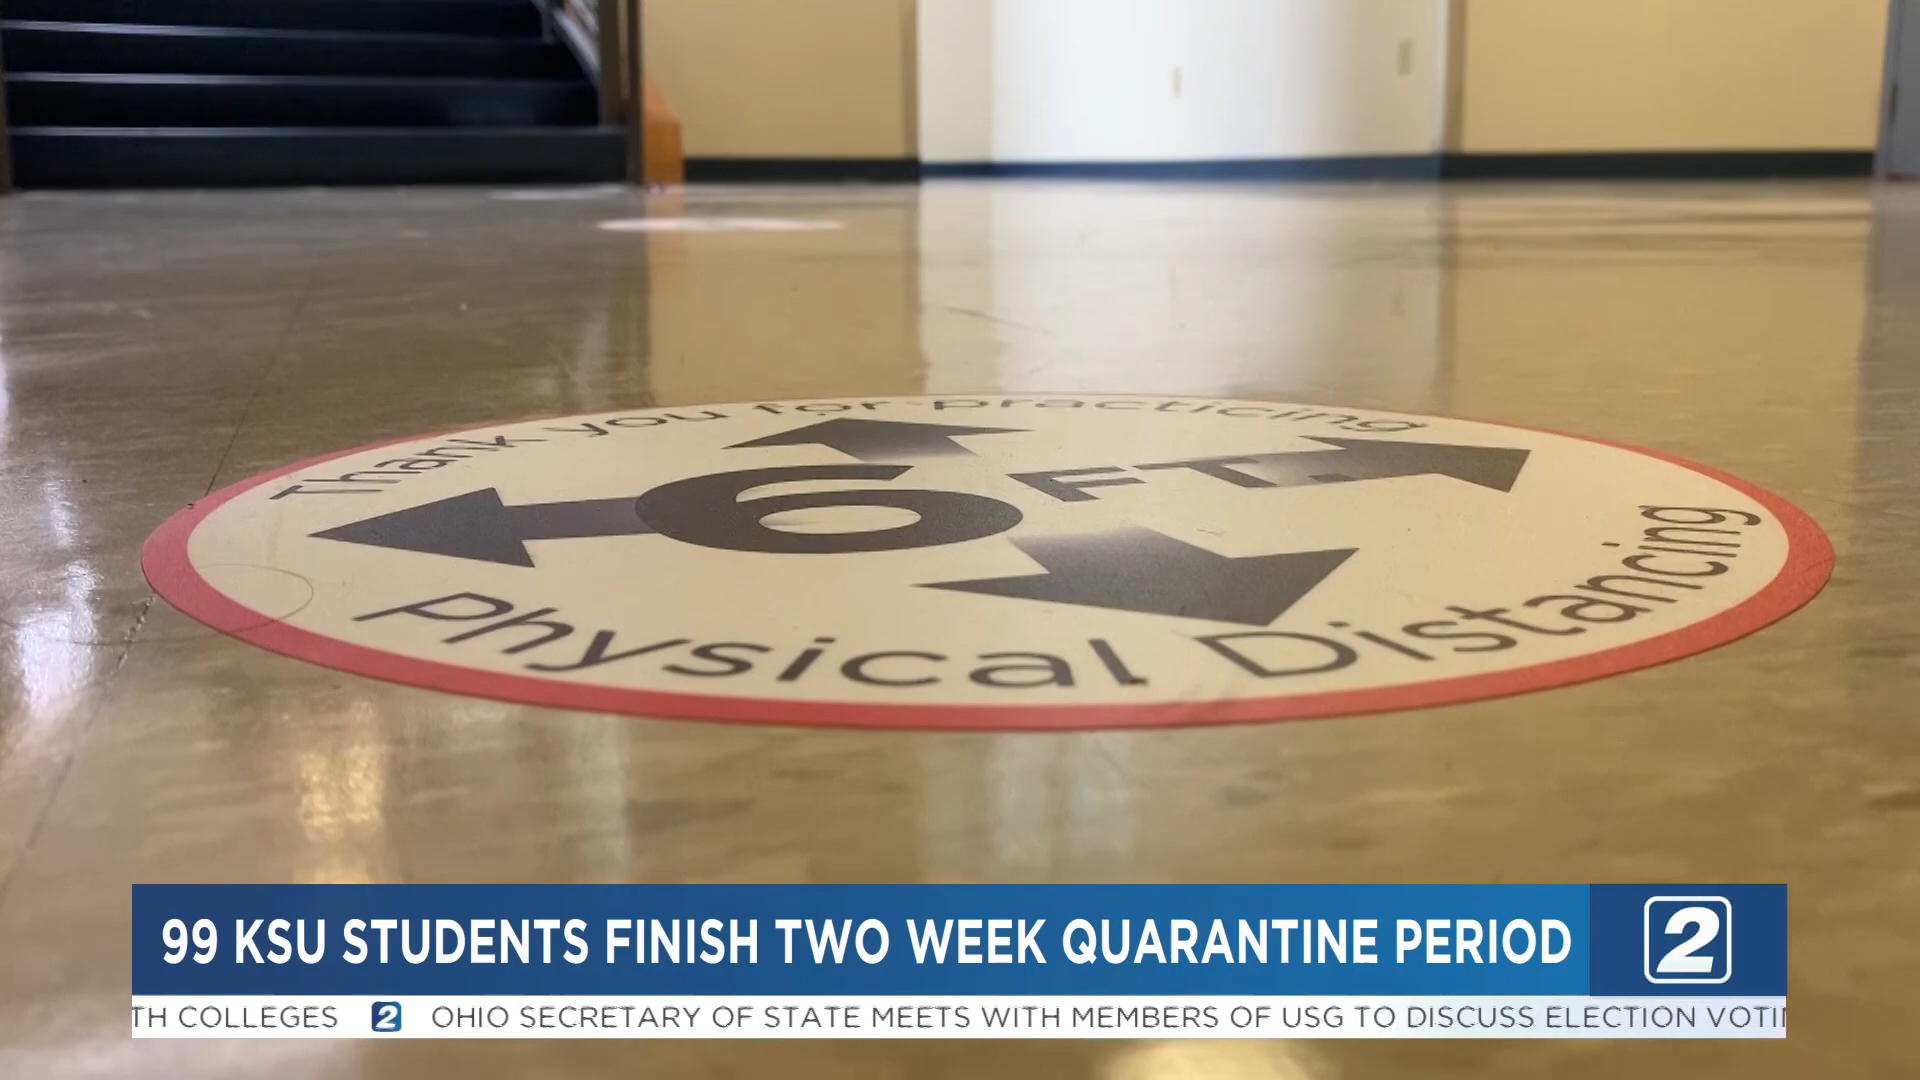 Thank you for practicing
6 FT.
Physical Distancing
99 KSU STUDENTS FINISH TWO WEEK QUARANTINE PERIOD
2
TH COLLEGES 2 OHIO SECRETARY OF STATE MEETS WITH MEMBERS OF USG TO DISCUSS ELECTION VOTI